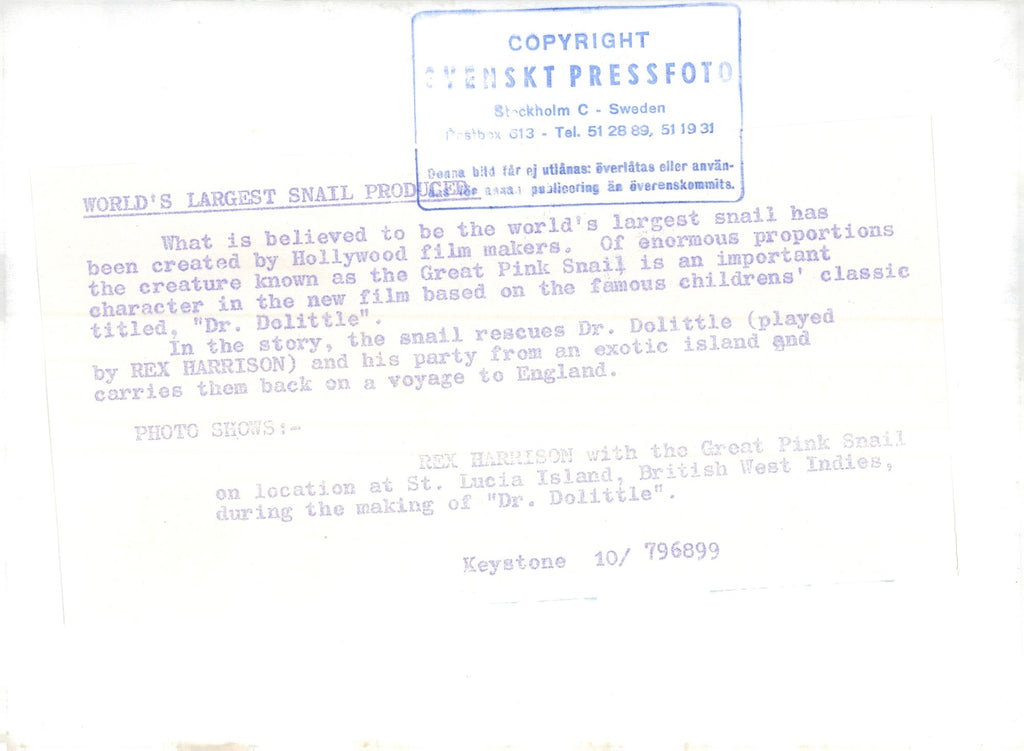 COPYRIGHT
SVENSKT PRESSFOTO
Stockholm C - Sweden
Postbox 613 - Tel. 51 28 89, 51 19 31
Denna bild får ej utlånas: överlåtas eller använ-
das för annan publicering än överenskommits.
WORLD'S LARGEST SNAIL PRODUCED.
What is believed to be the world's largest snail has
been created by Hollywood film makers. Of enormous proportions
the creature known as the Great Pink Snail, is an important
character in the new film based on the famous childrens' classic
titled, "Dr. Dolittle".
In the story, the snail rescues Dr. Dolittle (played
by REX HARRISON) and his party from an exotic island and
carries them back on a voyage to England.
PHOTO SHOWS:-
REX HARRISON with the Great Pink Snail
on location at St. Lucia Island, British West Indies,
during the making of "Dr. Dolittle".
Keystone 10/ 796899